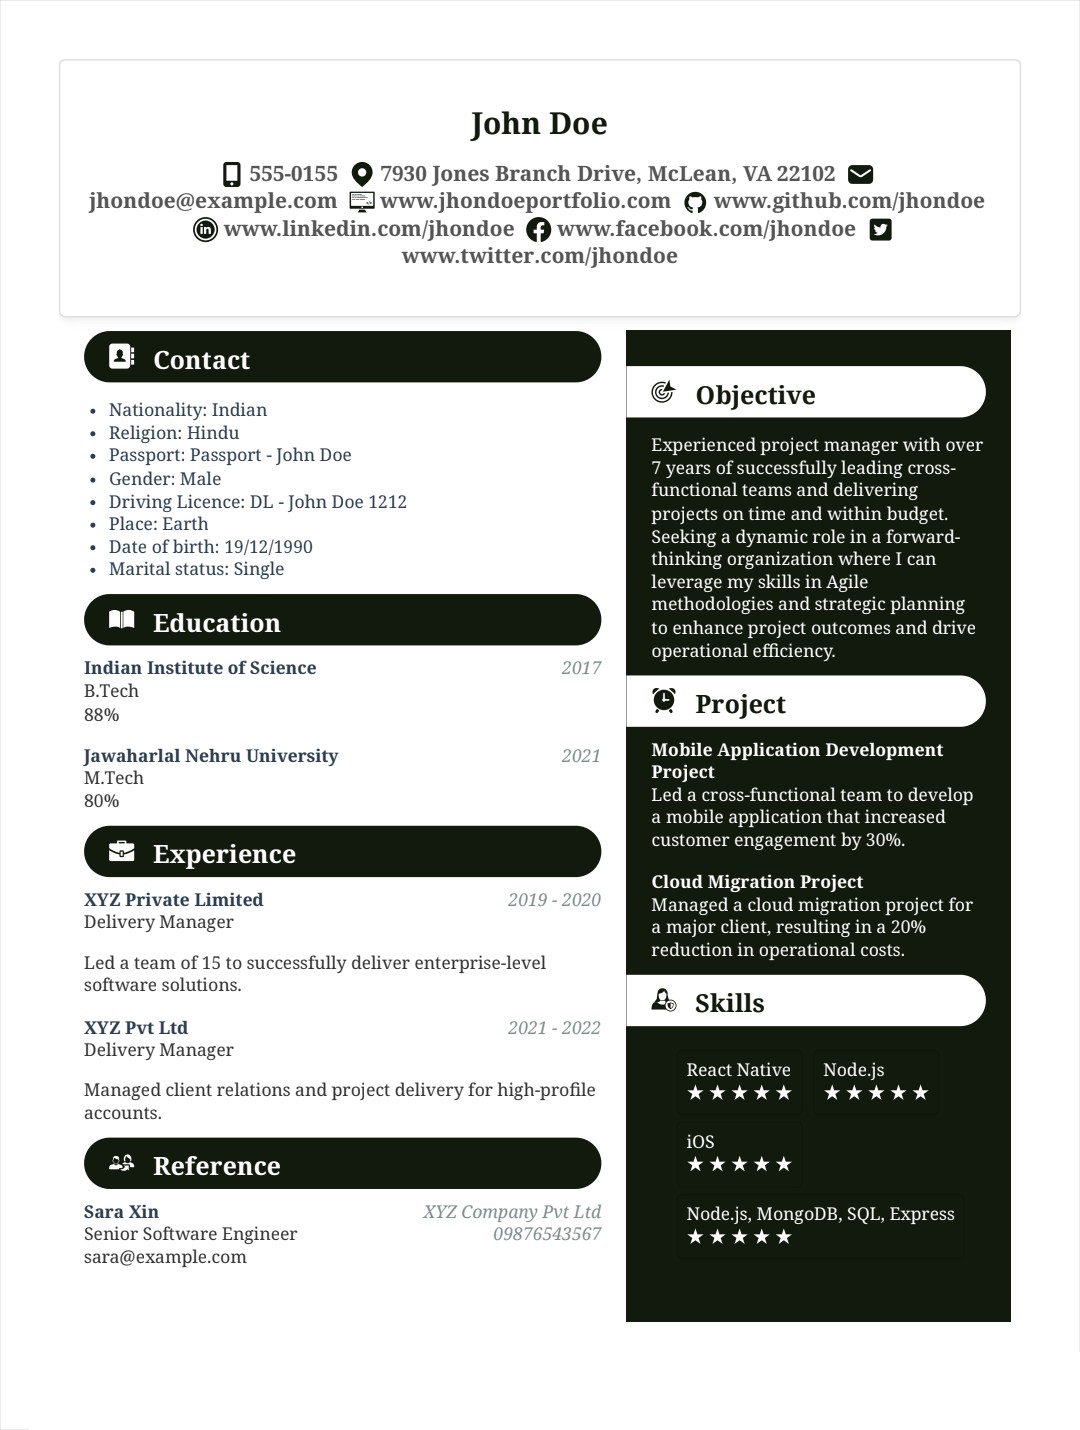 John Doe
555-0155 7930 Jones Branch Drive, McLean, VA 22102
jhondoe@example.com www.jhondoeportfolio.com www.github.com/jhondoe
www.linkedin.com/jhondoe www.facebook.com/jhondoe
www.twitter.com/jhondoe
Contact
• Nationality: Indian
• Religion: Hindu
• Passport: Passport - John Doe
• Gender: Male
• Driving Licence: DL - John Doe 1212
• Place: Earth
• Date of birth: 19/12/1990
• Marital status: Single
Education
Indian Institute of Science 2017
B.Tech
88%
Jawaharlal Nehru University 2021
M.Tech
80%
Experience
XYZ Private Limited 2019 - 2020
Delivery Manager
Led a team of 15 to successfully deliver enterprise-level
software solutions.
XYZ Pvt Ltd 2021 - 2022
Delivery Manager
Managed client relations and project delivery for high-profile
accounts.
Reference
Sara Xin XYZ Company Pvt Ltd
Senior Software Engineer 09876543567
sara@example.com
Objective
Experienced project manager with over
7 years of successfully leading cross-
functional teams and delivering
projects on time and within budget.
Seeking a dynamic role in a forward-
thinking organization where I can
leverage my skills in Agile
methodologies and strategic planning
to enhance project outcomes and drive
operational efficiency.
Project
Mobile Application Development
Project
Led a cross-functional team to develop
a mobile application that increased
customer engagement by 30%.
Cloud Migration Project
Managed a cloud migration project for
a major client, resulting in a 20%
reduction in operational costs.
Skills
React Native Node.js
★★★★★ ★★★★★
iOS
★★★★★
Node.js, MongoDB, SQL, Express
★★★★★